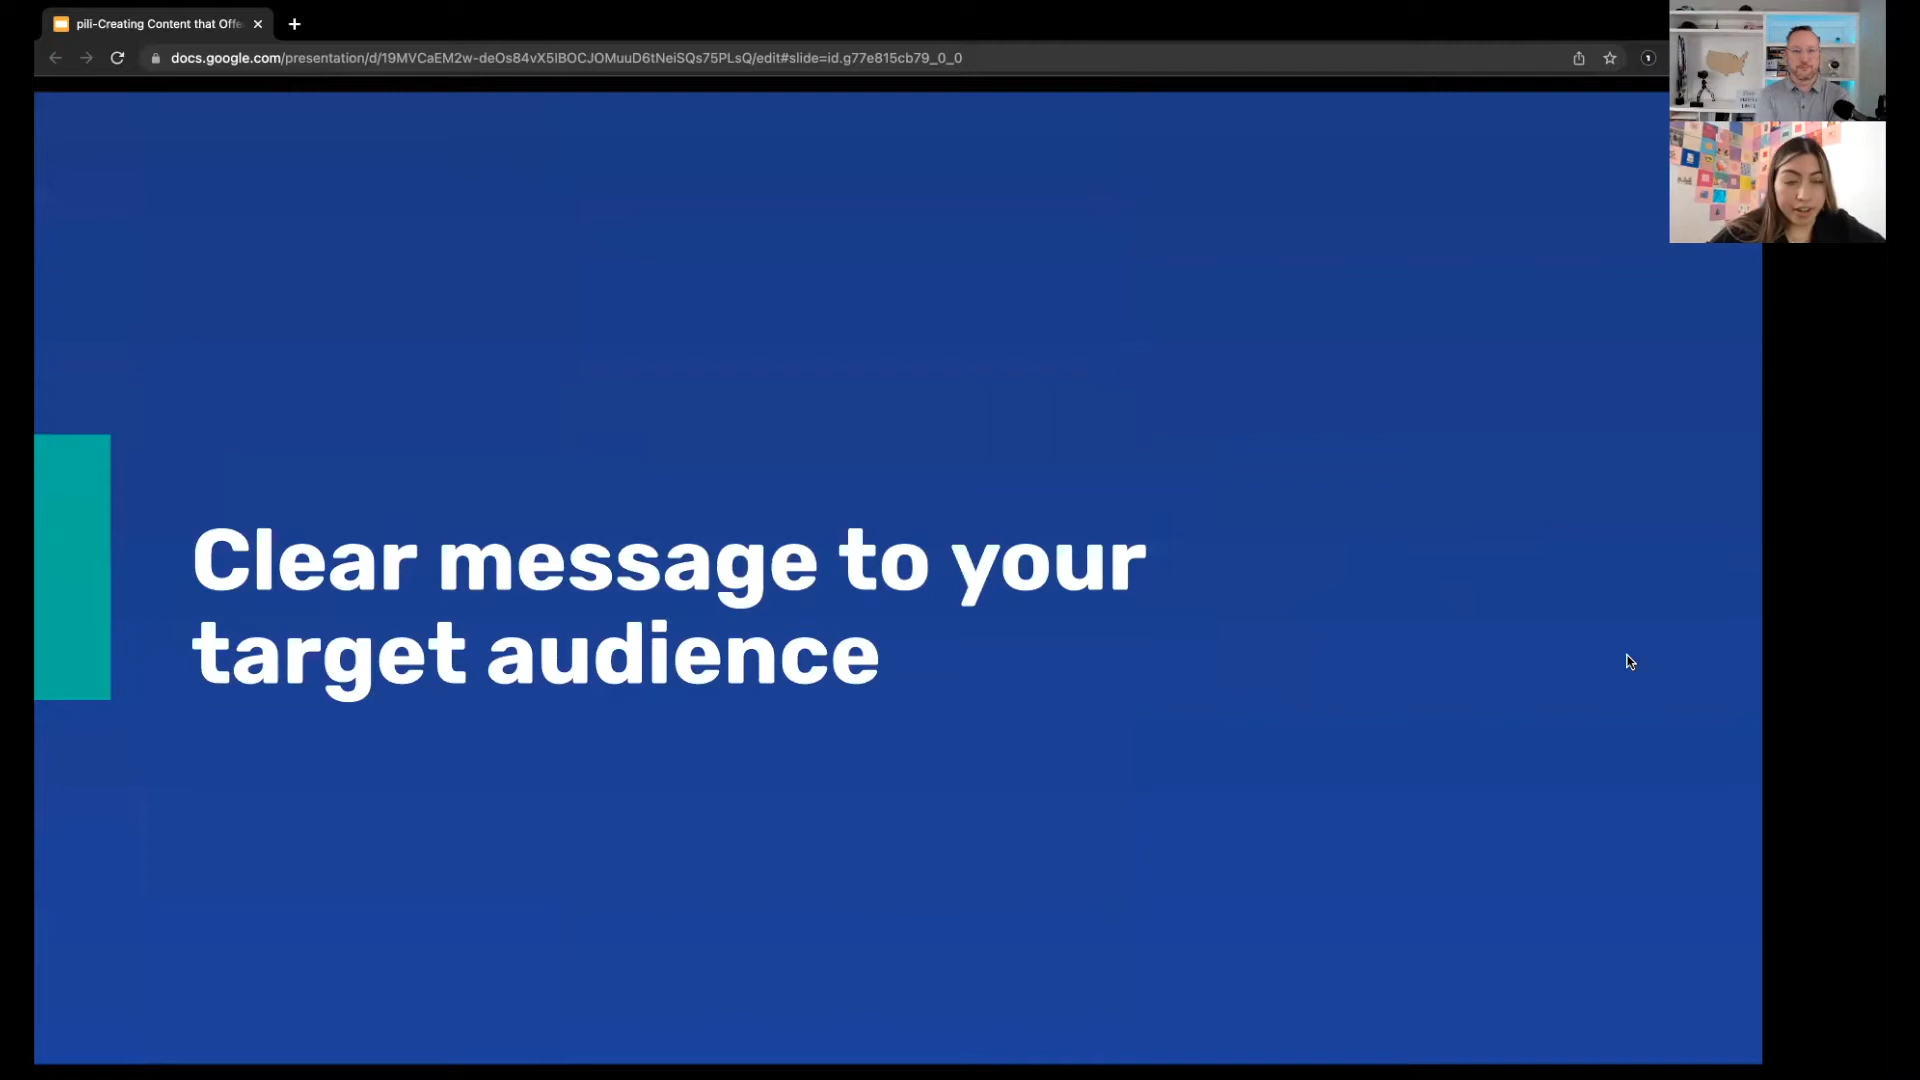 pili-Creating Content that Offe
docs.google.com/presentation/d/19MVCaEM2w-deOs84vX5IBOCJOMuuD6tNeiSQs75PLsQ/edit#slide=id.g77e815cb79_0_0
Clear message to your
target audience